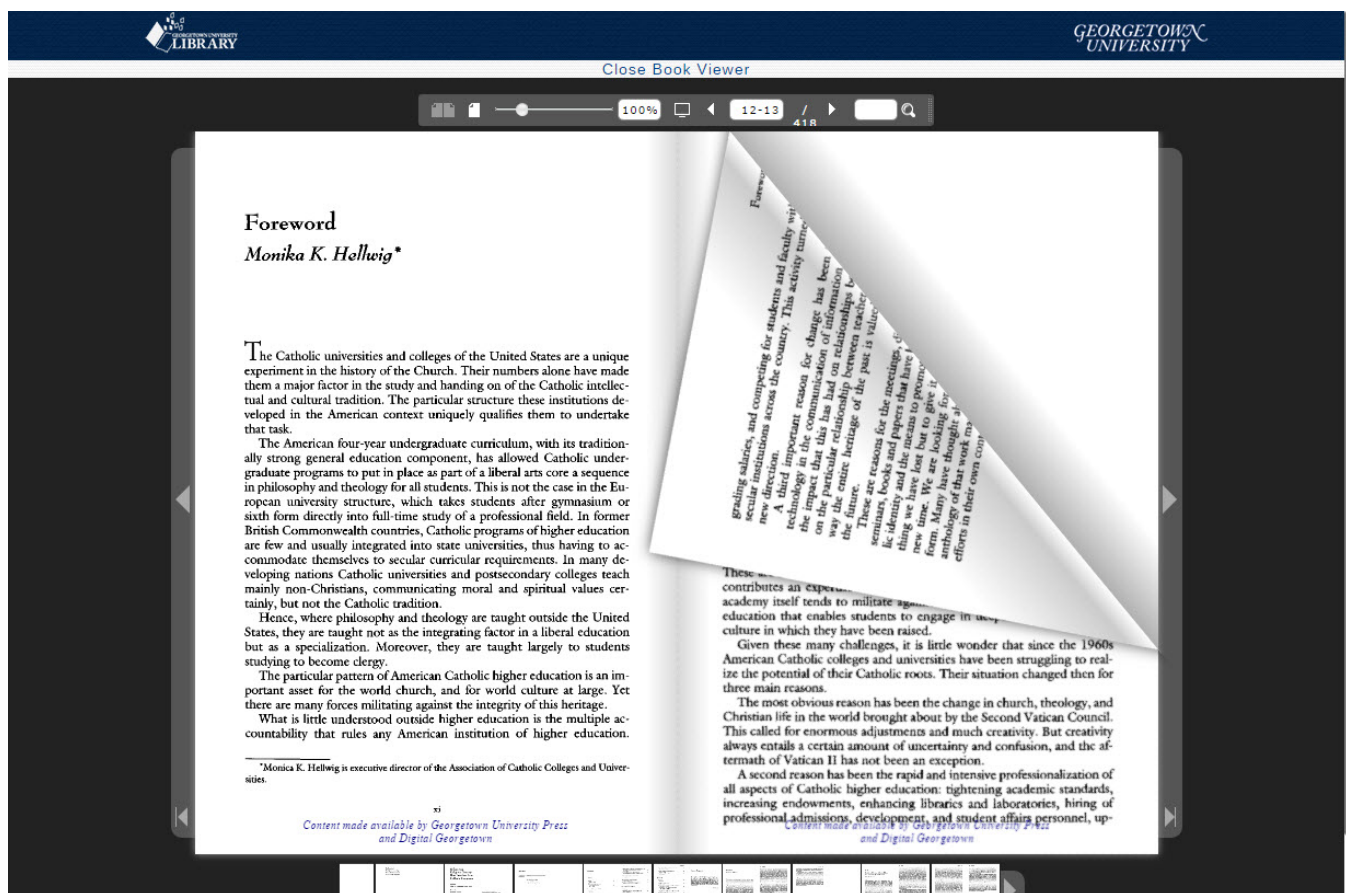 GEORGETOWN UNIVERSITY
LIBRARY
GEORGETOWN
UNIVERSITY
Close Book Viewer
100%
12-13
/
418
Foreword
Monika K. Hellwig*
The Catholic universities and colleges of the United States are a unique
experiment in the history of the Church. Their numbers alone have made
them a major factor in the study and handing on of the Catholic intellec-
tual and cultural tradition. The particular structure these institutions de-
veloped in the American context uniquely qualifies them to undertake
that task.
The American four-year undergraduate curriculum, with its tradition-
ally strong general education component, has allowed Catholic under-
graduate programs to put in place as part of a liberal arts core a sequence
in philosophy and theology for all students. This is not the case in the Eu-
ropean university structure, which takes students after gymnasium or
sixth form directly into full-time study of a professional field. In former
British Commonwealth countries, Catholic programs of higher education
are few and usually integrated into state universities, thus having to ac-
commodate themselves to secular curricular requirements. In many de-
veloping nations Catholic universities and postsecondary colleges teach
mainly non-Christians, communicating moral and spiritual values cer-
tainly, but not the Catholic tradition.
Hence, where philosophy and theology are taught outside the United
States, they are taught not as the integrating factor in a liberal education
but as a specialization. Moreover, they are taught largely to students
studying to become clergy.
The particular pattern of American Catholic higher education is an im-
portant asset for the world church, and for world culture at large. Yet
there are many forces militating against the integrity of this heritage.
What is little understood outside higher education is the multiple ac-
countability that rules any American institution of higher education.
*Monica K. Hellwig is executive director of the Association of Catholic Colleges and Univer-
sities.
xi
Content made available by Georgetown University Press
and Digital Georgetown
grading salaries, and competing for students and faculty
secular institutions across the country. This activity
new direction.
A third important reason for change has been
technology in the communication of information
the impact that this has had on relationships
on the particular relationship between
way the entire heritage of the past is
the future.
These are reasons for the meetings,
seminars, books and papers that have
lic identity and the means to
thing we have lost but to give it
new time. We are looking for
form. Many have thought
anthology of that work
efforts in their own
These
contributes an
academy itself tends to militate
education that enables students to engage in
culture in which they have been raised.
Given these many challenges, it is little wonder that since the 1960s
American Catholic colleges and universities have been struggling to real-
ize the potential of their Catholic roots. Their situation changed then for
three main reasons.
The most obvious reason has been the change in church, theology, and
Christian life in the world brought about by the Second Vatican Council.
This called for enormous adjustments and much creativity. But creativity
always entails a certain amount of uncertainty and confusion, and the af-
termath of Vatican II has not been an exception.
A second reason has been the rapid and intensive professionalization of
all aspects of Catholic higher education: tightening academic standards,
increasing endowments, enhancing libraries and laboratories, hiring of
professional admissions, development, and student affairs personnel, up-
Content made available by Georgetown University Press
and Digital Georgetown